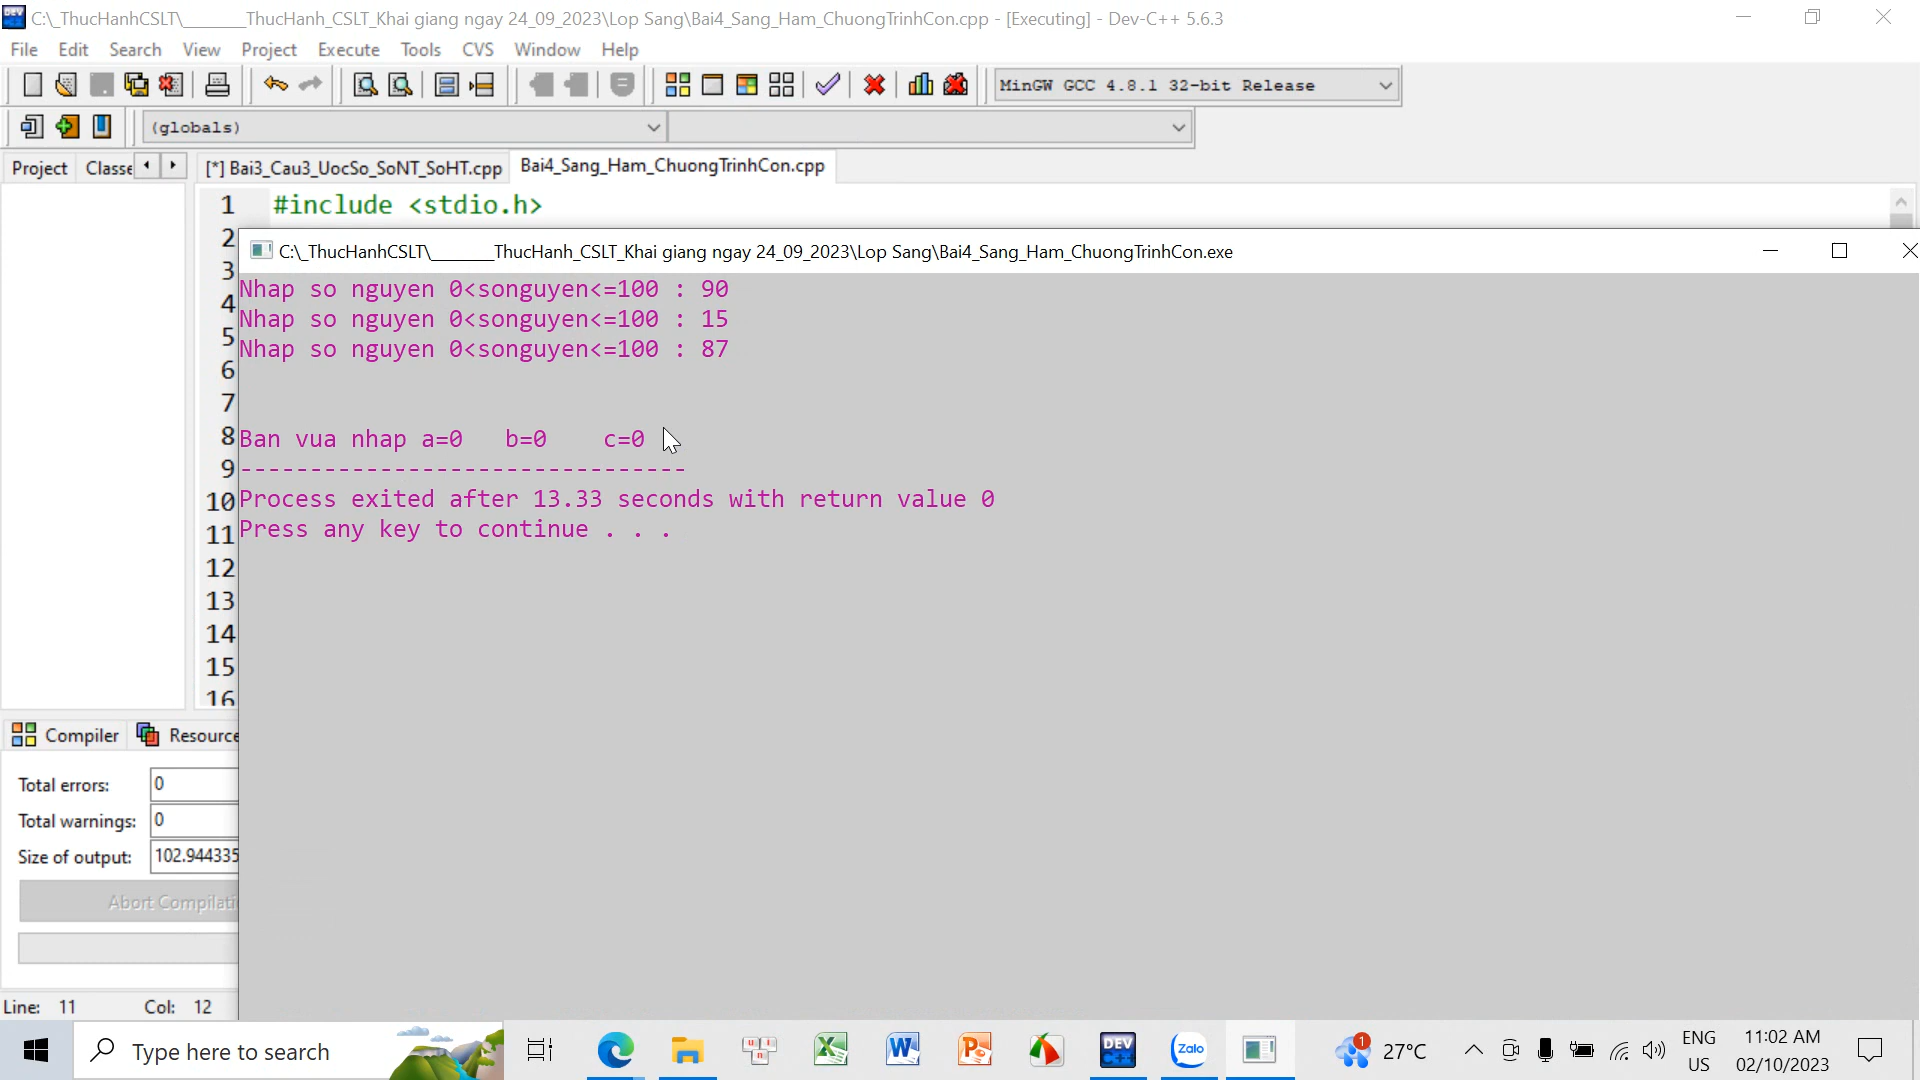 C:\_ThucHanhCSLT\_______ThucHanh_CSLT_Khai giang ngay 24_09_2023\Lop Sang\Bai4_Sang_Ham_ChuongTrinhCon.cpp - [Executing] - Dev-C++ 5.6.3
File Edit Search View Project Execute Tools CVS Window Help
MinGW GCC 4.8.1 32-bit Release
(globals)
Project Classe [*] Bai3_Cau3_UocSo_SoNT_SoHT.cpp Bai4_Sang_Ham_ChuongTrinhCon.cpp
1 #include <stdio.h>
2
C:\_ThucHanhCSLT\_______ThucHanh_CSLT_Khai giang ngay 24_09_2023\Lop Sang\Bai4_Sang_Ham_ChuongTrinhCon.exe
3
Nhap so nguyen 0<songuyen<=100 : 90
4
Nhap so nguyen 0<songuyen<=100 : 15
5
Nhap so nguyen 0<songuyen<=100 : 87
6
7
8
Ban vua nhap a=0 b=0 c=0
9
--------------------------------
10
Process exited after 13.33 seconds with return value 0
11
Press any key to continue . . .
12
13
14
15
16
Compiler Resource
Total errors: 0
Total warnings: 0
Size of output: 102.944335
Abort Compilati
Line: 11 Col: 12
Type here to search
DEV C++
Zalo
1
27°C
ENG
US
11:02 AM
02/10/2023